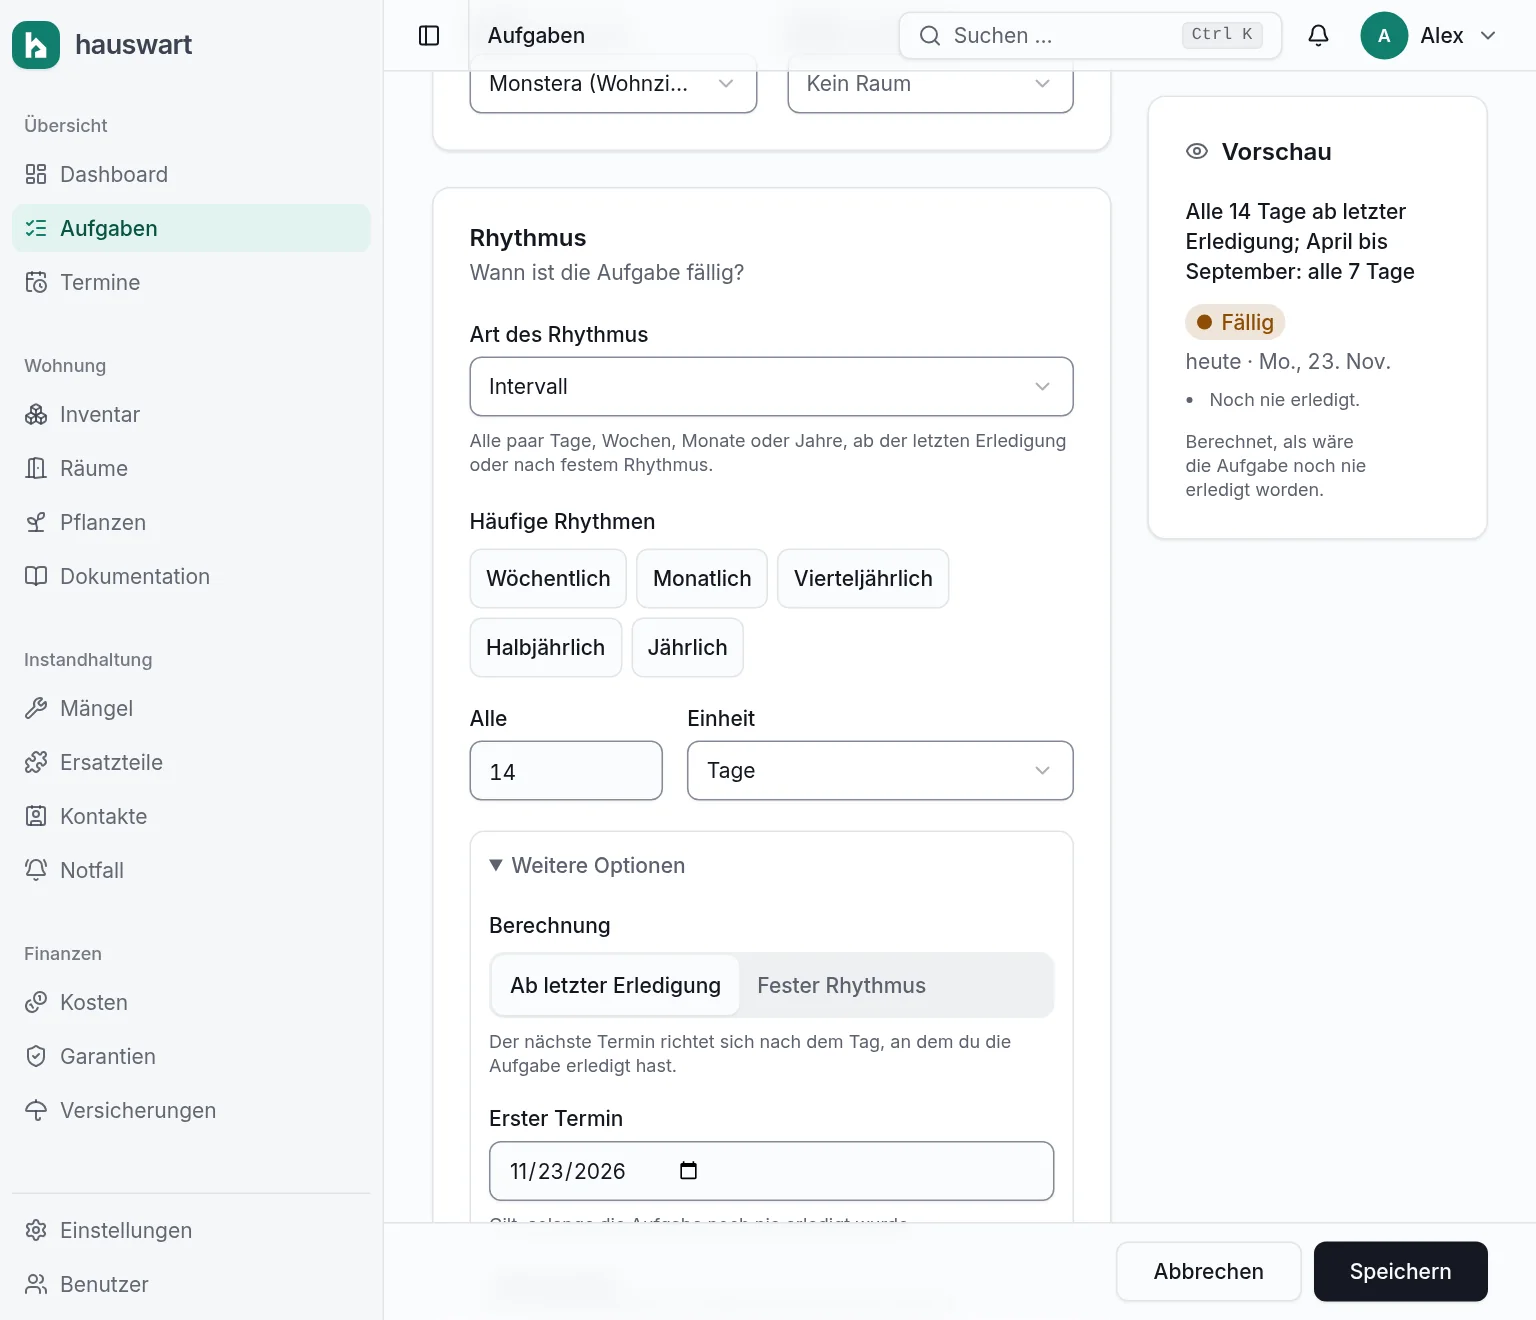 hauswart
Aufgaben
Suchen ...
Ctrl K
A
Alex
Übersicht
Dashboard
Aufgaben
Termine
Wohnung
Inventar
Räume
Pflanzen
Dokumentation
Instandhaltung
Mängel
Ersatzteile
Kontakte
Notfall
Finanzen
Kosten
Garantien
Versicherungen
Einstellungen
Benutzer
Monstera (Wohnzi...
Kein Raum
Rhythmus
Wann ist die Aufgabe fällig?
Art des Rhythmus
Intervall
Alle paar Tage, Wochen, Monate oder Jahre, ab der letzten Erledigung
oder nach festem Rhythmus.
Häufige Rhythmen
Wöchentlich
Monatlich
Vierteljährlich
Halbjährlich
Jährlich
Alle
Einheit
14
Tage
Weitere Optionen
Berechnung
Ab letzter Erledigung
Fester Rhythmus
Der nächste Termin richtet sich nach dem Tag, an dem du die
Aufgabe erledigt hast.
Erster Termin
11/23/2026
Vorschau
Alle 14 Tage ab letzter
Erledigung; April bis
September: alle 7 Tage
Fällig
heute · Mo., 23. Nov.
• Noch nie erledigt.
Berechnet, als wäre
die Aufgabe noch nie
erledigt worden.
Abbrechen
Speichern